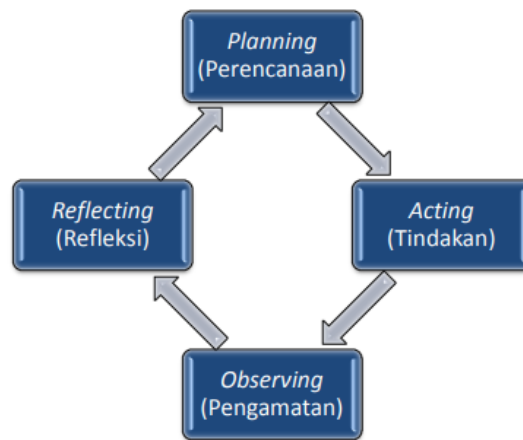 Planning
(Perencanaan)
Reflecting
(Refleksi)
Acting
(Tindakan)
Observing
(Pengamatan)